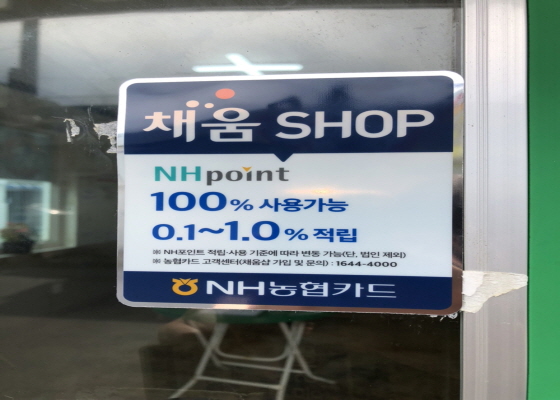 채움 SHOP
NHpoint
100% 사용가능
0.1~1.0% 적립
※ NH포인트 적립·사용 기준에 따라 변동 가능(단, 법인 제외)
※ 농협카드 고객센터(채움샵 가입 및 문의) : 1644-4000
NH농협카드